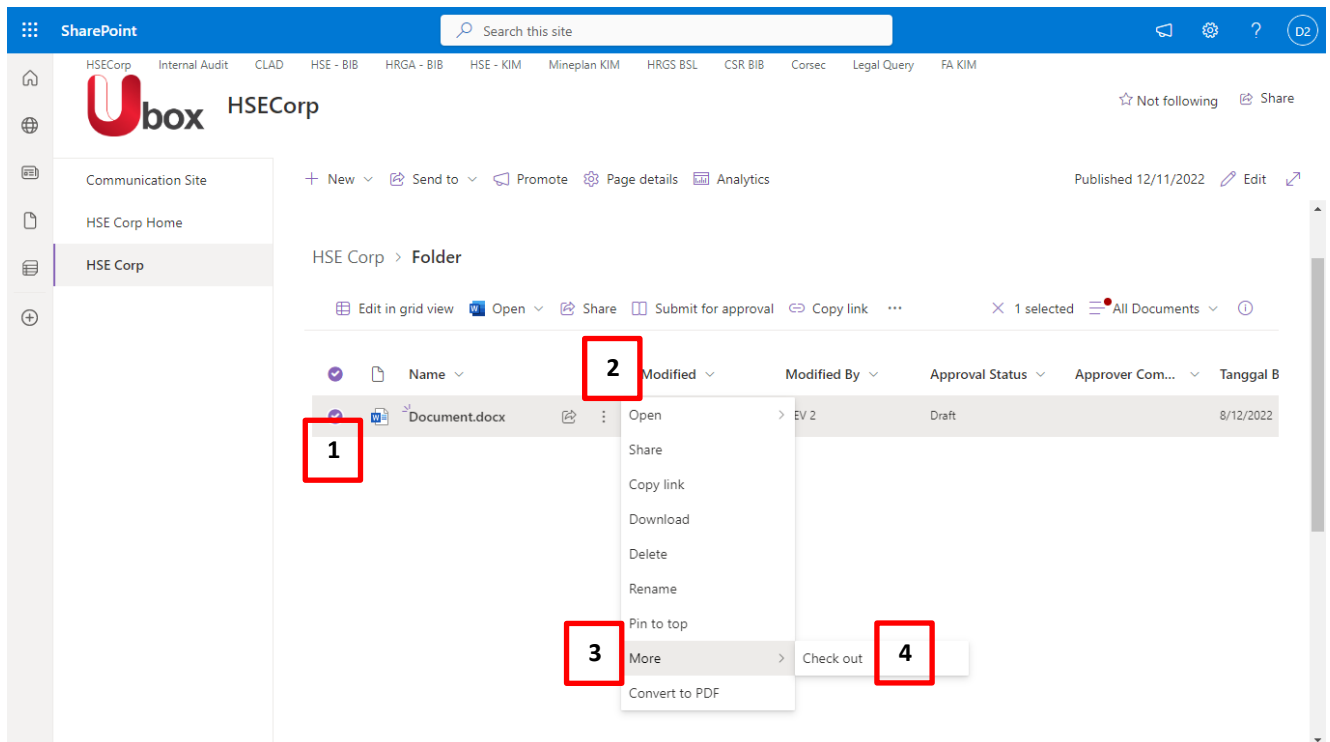 SharePoint
Search this site
?
D2
HSECorp Internal Audit CLAD HSE - BIB HRGA - BIB HSE - KIM Mineplan KIM HRGS BSL CSR BIB Corsec Legal Query FA KIM
Ubox HSECorp
Not following Share
Communication Site
HSE Corp Home
HSE Corp
New Send to Promote Page details Analytics Published 12/11/2022 Edit
HSE Corp > Folder
Edit in grid view Open Share Submit for approval Copy link ... 1 selected All Documents
Name 2 Modified Modified By Approval Status Approver Com... Tanggal B
Document.docx EV 2 Draft 8/12/2022
1
Open
Share
Copy link
Download
Delete
Rename
Pin to top
3 More Check out 4
Convert to PDF